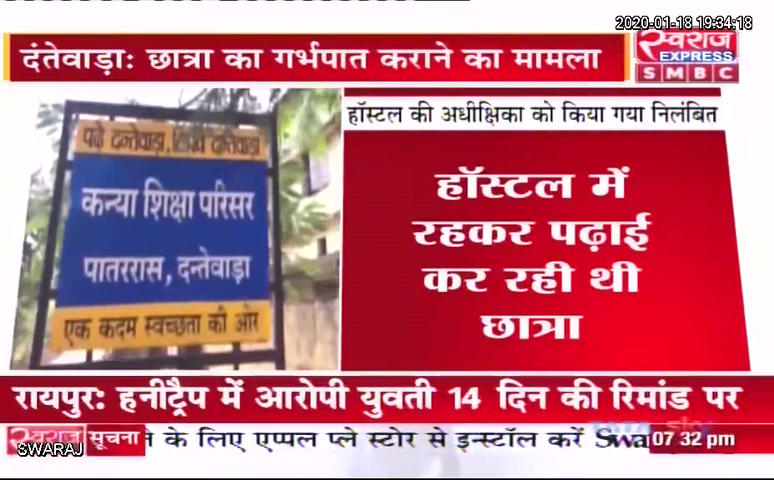 2020-01-18 19:34:18
दंतेवाड़ा: छात्रा का गर्भपात कराने का मामला
स्वराज
EXPRESS
SMBC
हॉस्टल की अधीक्षिका को किया गया निलंबित
पढ़े दन्तेवाड़ा, लिखे दन्तेवाड़ा
कन्या शिक्षा परिसर
पातररास, दन्तेवाड़ा
एक कदम स्वच्छता की ओर
हॉस्टल में
रहकर पढ़ाई
कर रही थी
छात्रा
रायपुर: हनीट्रैप में आरोपी युवती 14 दिन की रिमांड पर
स्वराज सूचना के लिए एप्पल प्ले स्टोर से इन्स्टॉल करें Swa
07:32 pm
SWARAJ